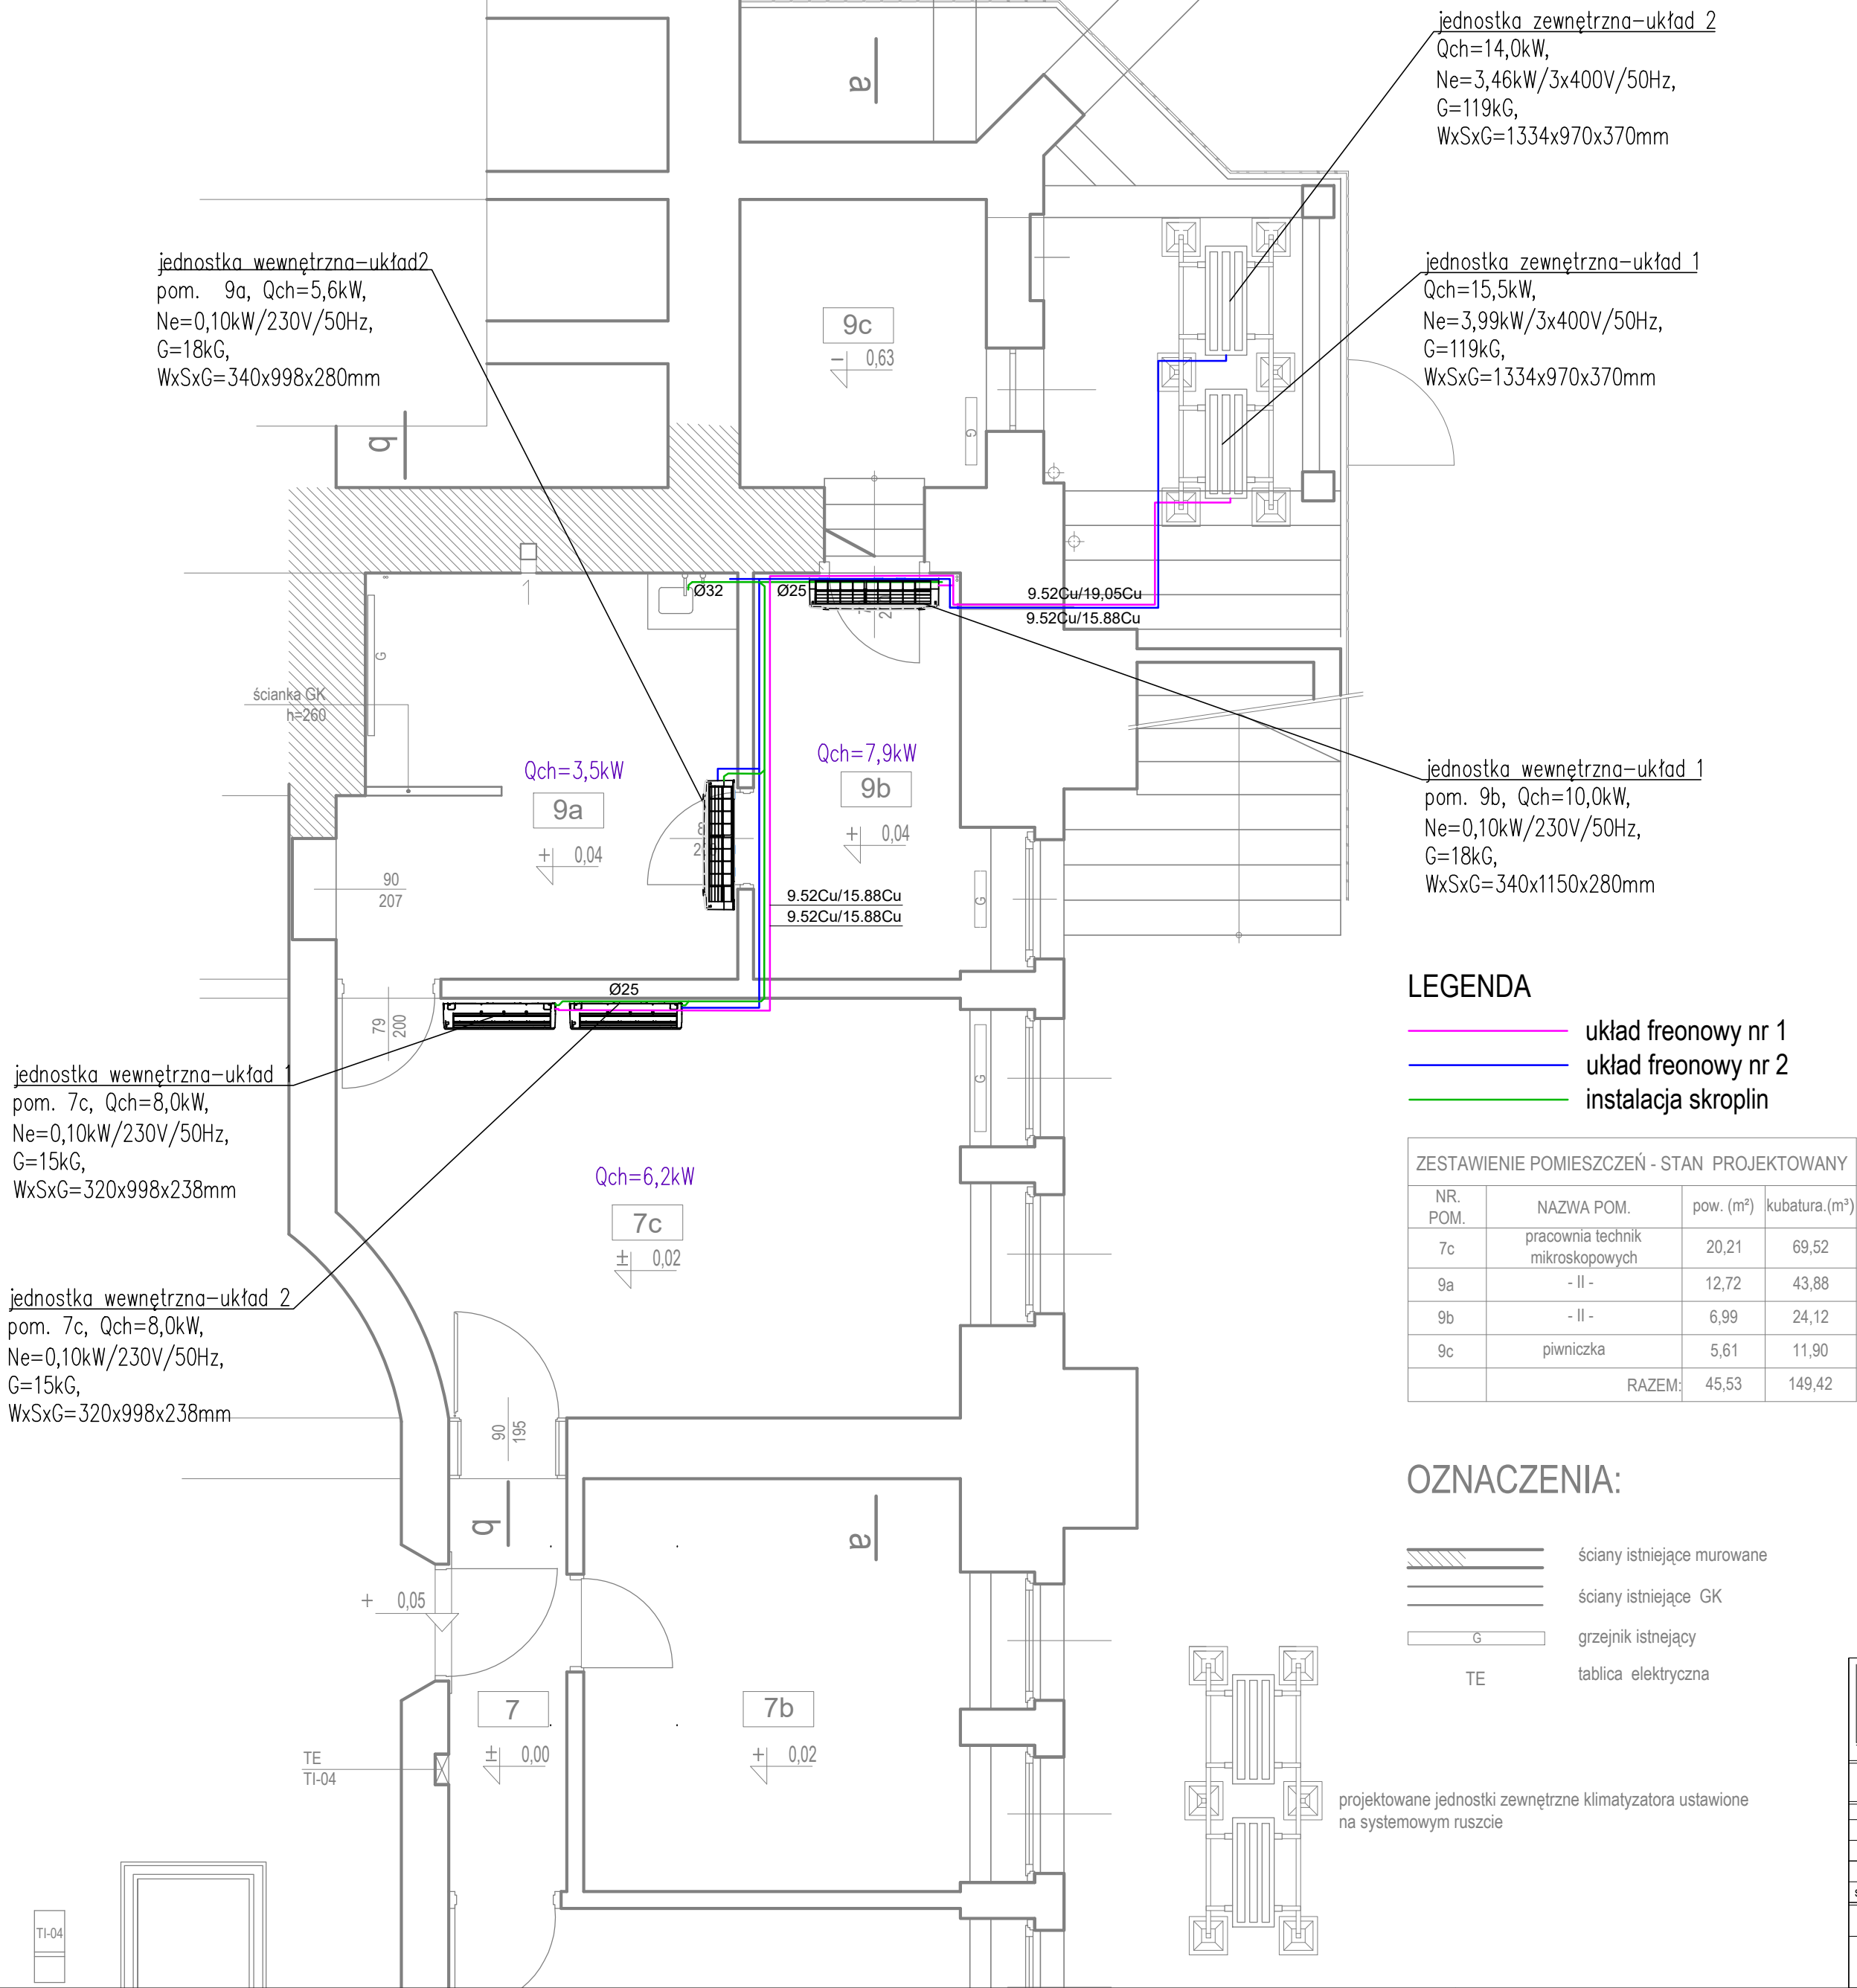 jednostka zewnętrzna-układ 2
Qch=14,0kW,
Ne=3,46kW/3x400V/50Hz,
G=119kG,
WxSxG=1334x970x370mm
a
jednostka wewnętrzna-układ2
pom. 9a, Qch=5,6kW,
Ne=0,10kW/230V/50Hz,
G=18kG,
WxSxG=340x998x280mm
jednostka zewnętrzna-układ 1
Qch=15,5kW,
Ne=3,99kW/3x400V/50Hz,
G=119kG,
WxSxG=1334x970x370mm
9c
− 0,63
b
G
Ø32
Ø25
9.52Cu/19,05Cu
9.52Cu/15.88Cu
1
G
ścianka GK
h=260
Qch=3,5kW
9a
+ 0,04
Qch=7,9kW
9b
+ 0,04
jednostka wewnętrzna-układ 1
pom. 9b, Qch=10,0kW,
Ne=0,10kW/230V/50Hz,
G=18kG,
WxSxG=340x1150x280mm
90
207
9.52Cu/15.88Cu
9.52Cu/15.88Cu
G
Ø25
79
200
G
LEGENDA
układ freonowy nr 1
układ freonowy nr 2
instalacja skroplin
jednostka wewnętrzna-układ 1
pom. 7c, Qch=8,0kW,
Ne=0,10kW/230V/50Hz,
G=15kG,
WxSxG=320x998x238mm
Qch=6,2kW
7c
± 0,02
ZESTAWIENIE POMIESZCZEŃ - STAN PROJEKTOWANY
NR. POM. NAZWA POM. pow. (m²) kubatura.(m³)
7c pracownia technik mikroskopowych 20,21 69,52
9a - II - 12,72 43,88
9b - II - 6,99 24,12
9c piwniczka 5,61 11,90
RAZEM: 45,53 149,42
jednostka wewnętrzna-układ 2
pom. 7c, Qch=8,0kW,
Ne=0,10kW/230V/50Hz,
G=15kG,
WxSxG=320x998x238mm
90
195
b
a
OZNACZENIA:
ściany istniejące murowane
ściany istniejące GK
G grzejnik istnejący
TE tablica elektryczna
+ 0,05
7
± 0,00
7b
+ 0,02
TE
TI-04
projektowane jednostki zewnętrzne klimatyzatora ustawione
na systemowym ruszcie
TI-04